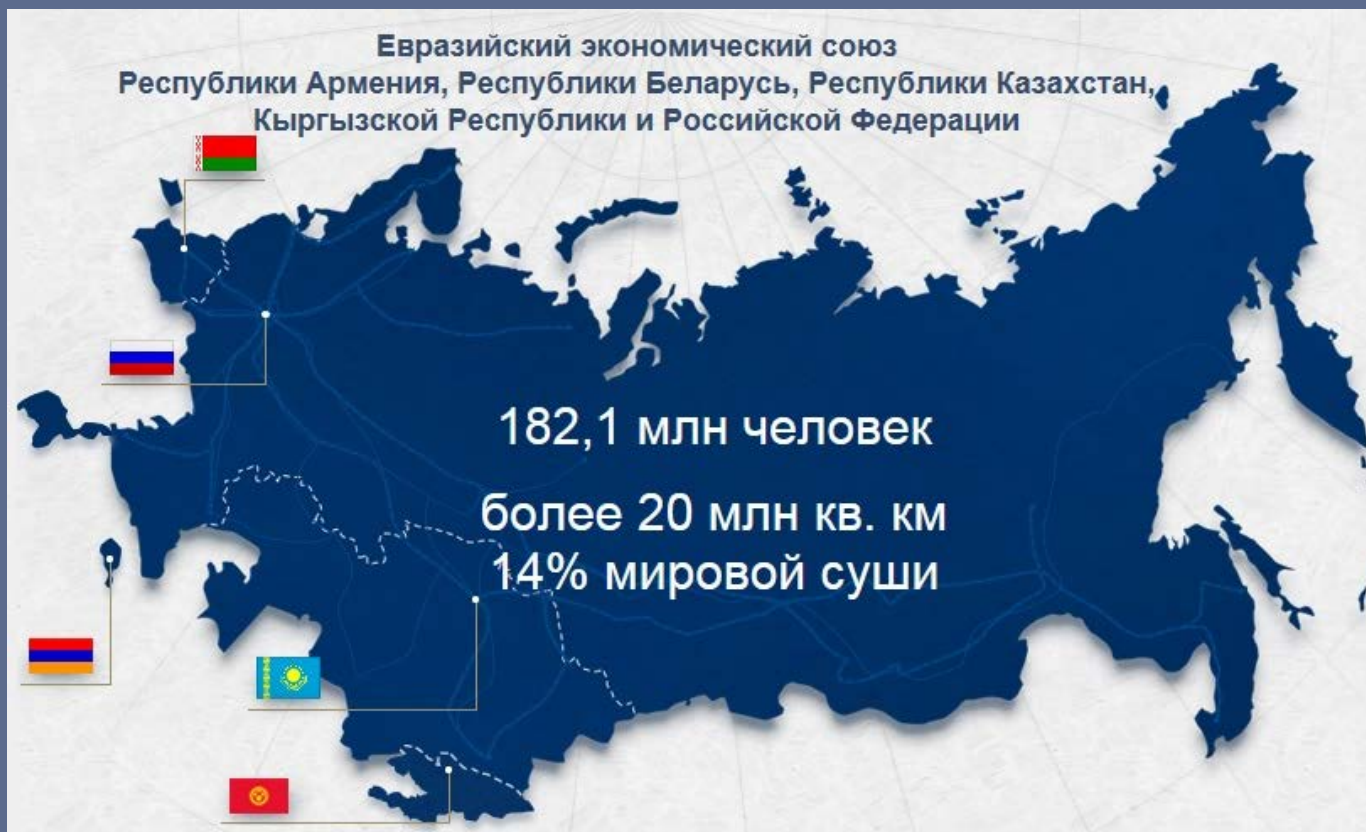 Евразийский экономический союз
Республики Армения, Республики Беларусь, Республики Казахстан,
Кыргызской Республики и Российской Федерации
182,1 млн человек
более 20 млн кв. км
14% мировой суши